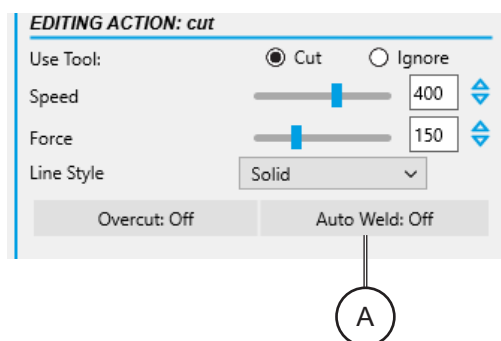 EDITING ACTION: cut
Use Tool: Cut Ignore
Speed 400
Force 150
Line Style Solid
Overcut: Off Auto Weld: Off
A